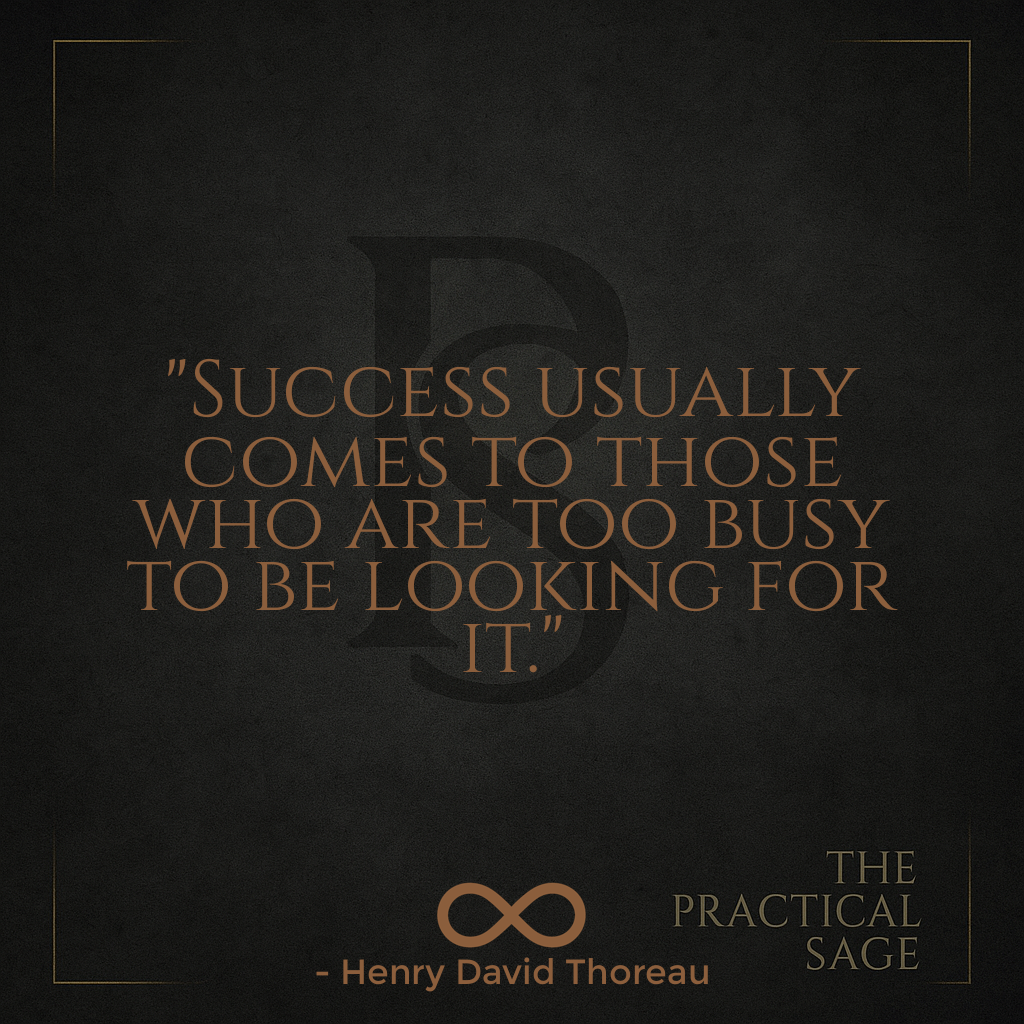 "Success usually
comes to those
who are too busy
to be looking for
it."
THE
PRACTICAL
SAGE
- Henry David Thoreau
PS